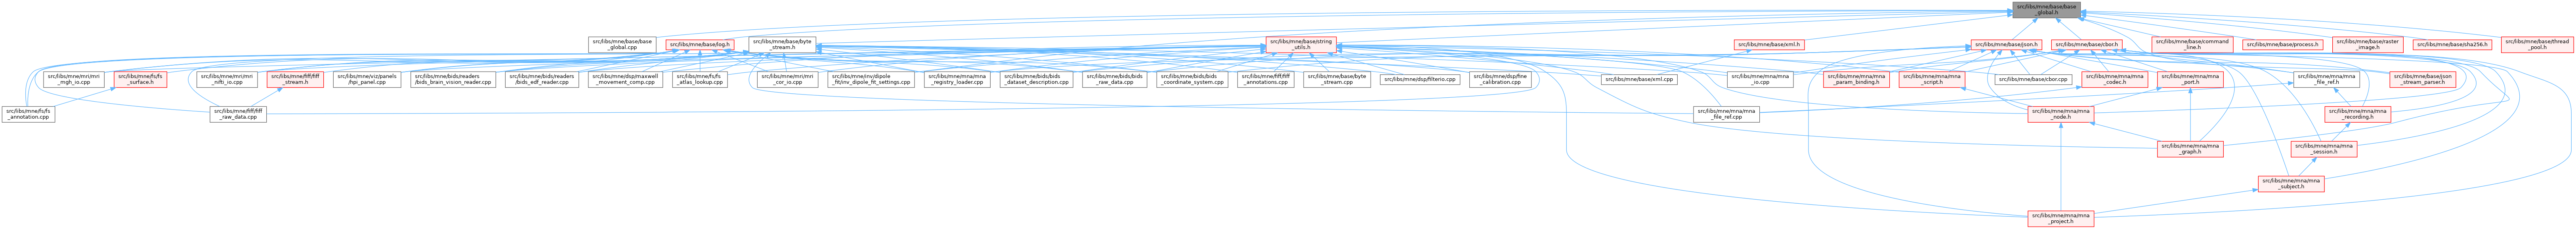 src/libs/mne/base/base
_global.h
src/libs/mne/base/base
_global.cpp
src/libs/mne/base/log.h
src/libs/mne/base/byte
_stream.h
src/libs/mne/base/string
_utils.h
src/libs/mne/base/xml.h
src/libs/mne/base/json.h
src/libs/mne/base/cbor.h
src/libs/mne/base/command
_line.h
src/libs/mne/base/process.h
src/libs/mne/base/raster
_image.h
src/libs/mne/base/sha256.h
src/libs/mne/base/thread
_pool.h
src/libs/mne/mri/mri
_mgh_io.cpp
src/libs/mne/fs/fs
_surface.h
src/libs/mne/mri/mri
_nifti_io.cpp
src/libs/mne/fiff/fiff
_stream.h
src/libs/mne/viz/panels
/hpi_panel.cpp
src/libs/mne/bids/readers
/bids_brain_vision_reader.cpp
src/libs/mne/bids/readers
/bids_edf_reader.cpp
src/libs/mne/dsp/maxwell
_movement_comp.cpp
src/libs/mne/fs/fs
_atlas_lookup.cpp
src/libs/mne/mri/mri
_cor_io.cpp
src/libs/mne/inv/dipole
_fit/inv_dipole_fit_settings.cpp
src/libs/mne/mna/mna
_registry_loader.cpp
src/libs/mne/bids/bids
_dataset_description.cpp
src/libs/mne/bids/bids
_raw_data.cpp
src/libs/mne/bids/bids
_coordinate_system.cpp
src/libs/mne/fiff/fiff
_annotations.cpp
src/libs/mne/base/byte
_stream.cpp
src/libs/mne/dsp/filterio.cpp
src/libs/mne/dsp/fine
_calibration.cpp
src/libs/mne/base/xml.cpp
src/libs/mne/mna/mna
_io.cpp
src/libs/mne/mna/mna
_param_binding.h
src/libs/mne/mna/mna
_script.h
src/libs/mne/base/cbor.cpp
src/libs/mne/mna/mna
_codec.h
src/libs/mne/mna/mna
_port.h
src/libs/mne/mna/mna
_file_ref.h
src/libs/mne/base/json
_stream_parser.h
src/libs/mne/fs/fs
_annotation.cpp
src/libs/mne/fiff/fiff
_raw_data.cpp
src/libs/mne/mna/mna
_file_ref.cpp
src/libs/mne/mna/mna
_node.h
src/libs/mne/mna/mna
_recording.h
src/libs/mne/mna/mna
_graph.h
src/libs/mne/mna/mna
_session.h
src/libs/mne/mna/mna
_subject.h
src/libs/mne/mna/mna
_project.h